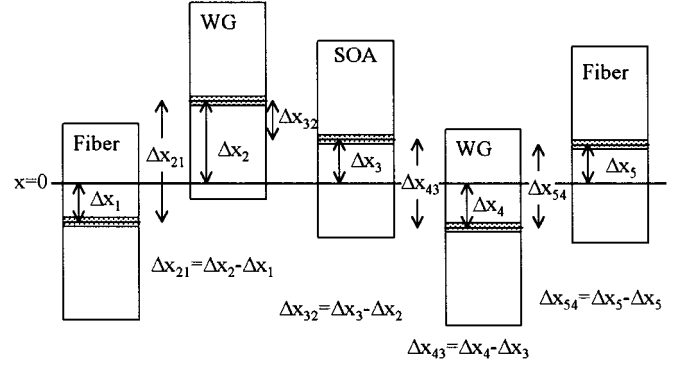 WG
SOA
Fiber
Fiber
Δx₃₂
WG
Δx₂₁
Δx₂
Δx₃
Δx₄₃
Δx₅₄
Δx₅
x=0
Δx₁
Δx₄
Δx₂₁=Δx₂-Δx₁
Δx₃₂=Δx₃-Δx₂
Δx₅₄=Δx₅-Δx₅
Δx₄₃=Δx₄-Δx₃